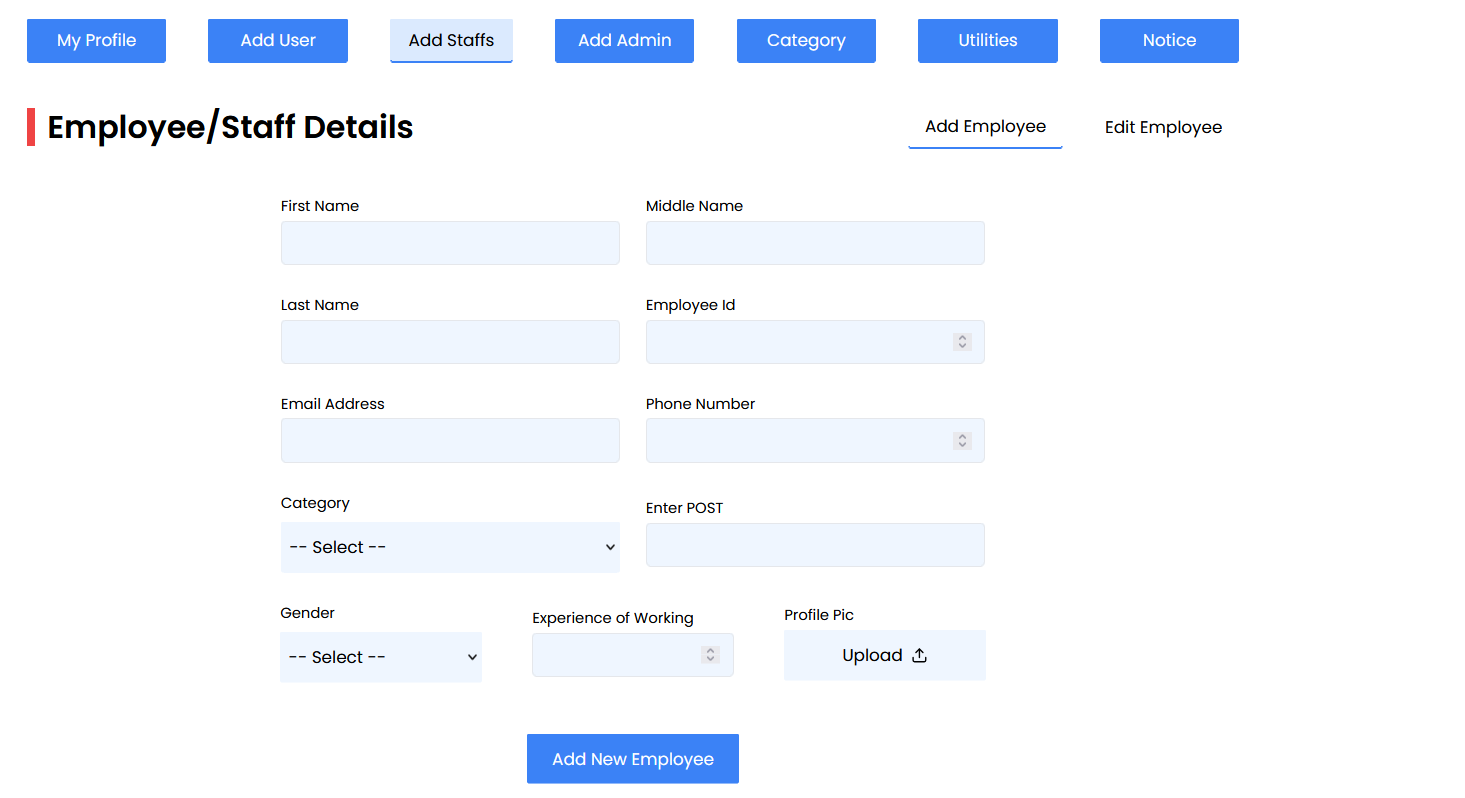 My Profile Add User Add Staffs Add Admin Category Utilities Notice
Employee/Staff Details Add Employee Edit Employee
First Name Middle Name
Last Name Employee Id
Email Address Phone Number
Category Enter POST
-- Select --
Gender Experience of Working Profile Pic
-- Select -- Upload
Add New Employee